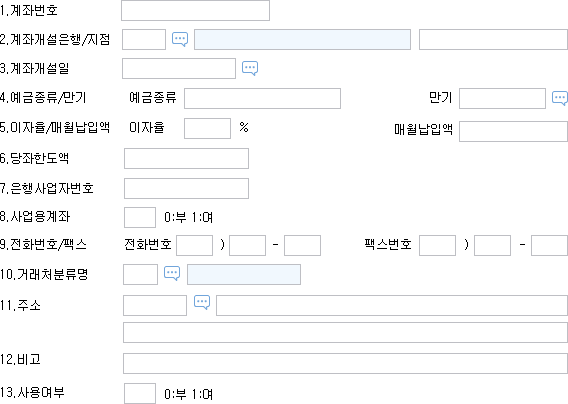 1.계좌번호
2.계좌개설은행/지점
3.계좌개설일
4.예금종류/만기 예금종류 만기
5.이자율/매월납입액 이자율 % 매월납입액
6.당좌한도액
7.은행사업자번호
8.사업용계좌 0:부 1:여
9.전화번호/팩스 전화번호 ) - 팩스번호 ) -
10.거래처분류명
11.주소
12.비고
13.사용여부 0:부 1:여